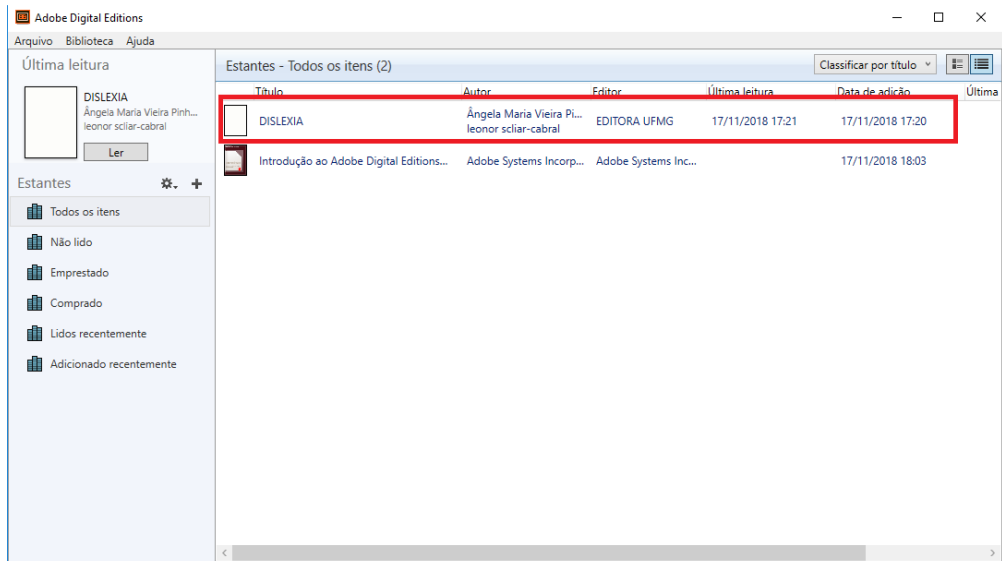 Adobe Digital Editions
Arquivo Biblioteca Ajuda
Última leitura
DISLEXIA
Ângela Maria Vieira Pinh...
leonor scliar-cabral
Ler
Estantes
Todos os itens
Não lido
Emprestado
Comprado
Lidos recentemente
Adicionado recentemente
Estantes - Todos os itens (2)
Classificar por título
Título Autor Editor Última leitura Data de adição Última
DISLEXIA Ângela Maria Vieira Pi... EDITORA UFMG 17/11/2018 17:21 17/11/2018 17:20
leonor scliar-cabral
Introdução ao Adobe Digital Editions... Adobe Systems Incorp... Adobe Systems Inc... 17/11/2018 18:03